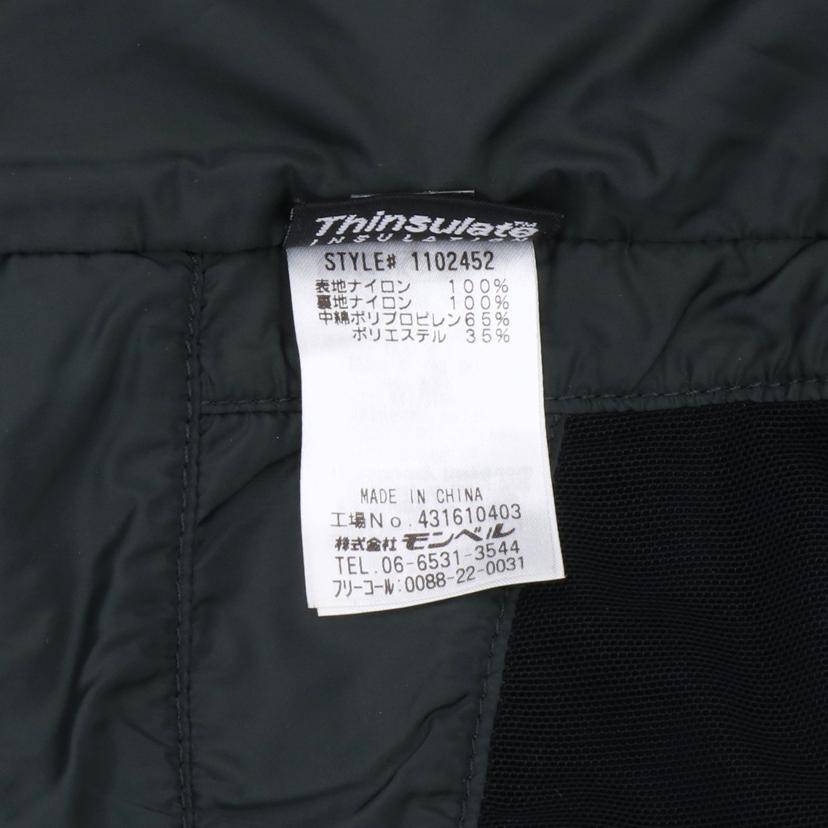 Thinsulate™
INSULATION
STYLE# 1102452
表地ナイロン 100%
裏地ナイロン 100%
中綿ポリプロピレン65%
ポリエステル 35%
MADE IN CHINA
工場No.431610403
株式会社モンベル
TEL.06-6531-3544
フリーコール:0088-22-0031